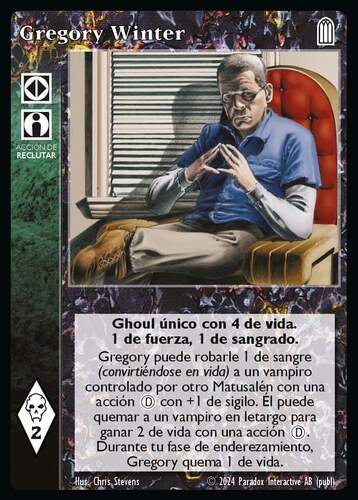 Gregory Winter
ACCIÓN DE
RECLUTAR
Ghoul único con 4 de vida.
1 de fuerza, 1 de sangrado.
Gregory puede robarle 1 de sangre
(convirtiéndose en vida) a un vampiro
controlado por otro Matusalén con una
acción Ⓓ con +1 de sigilo. Él puede
quemar a un vampiro en letargo para
ganar 2 de vida con una acción Ⓓ.
Durante tu fase de enderezamiento,
Gregory quema 1 de vida.
2
Ilus. Chris Stevens
© 2024 Paradox Interactive AB (publ).